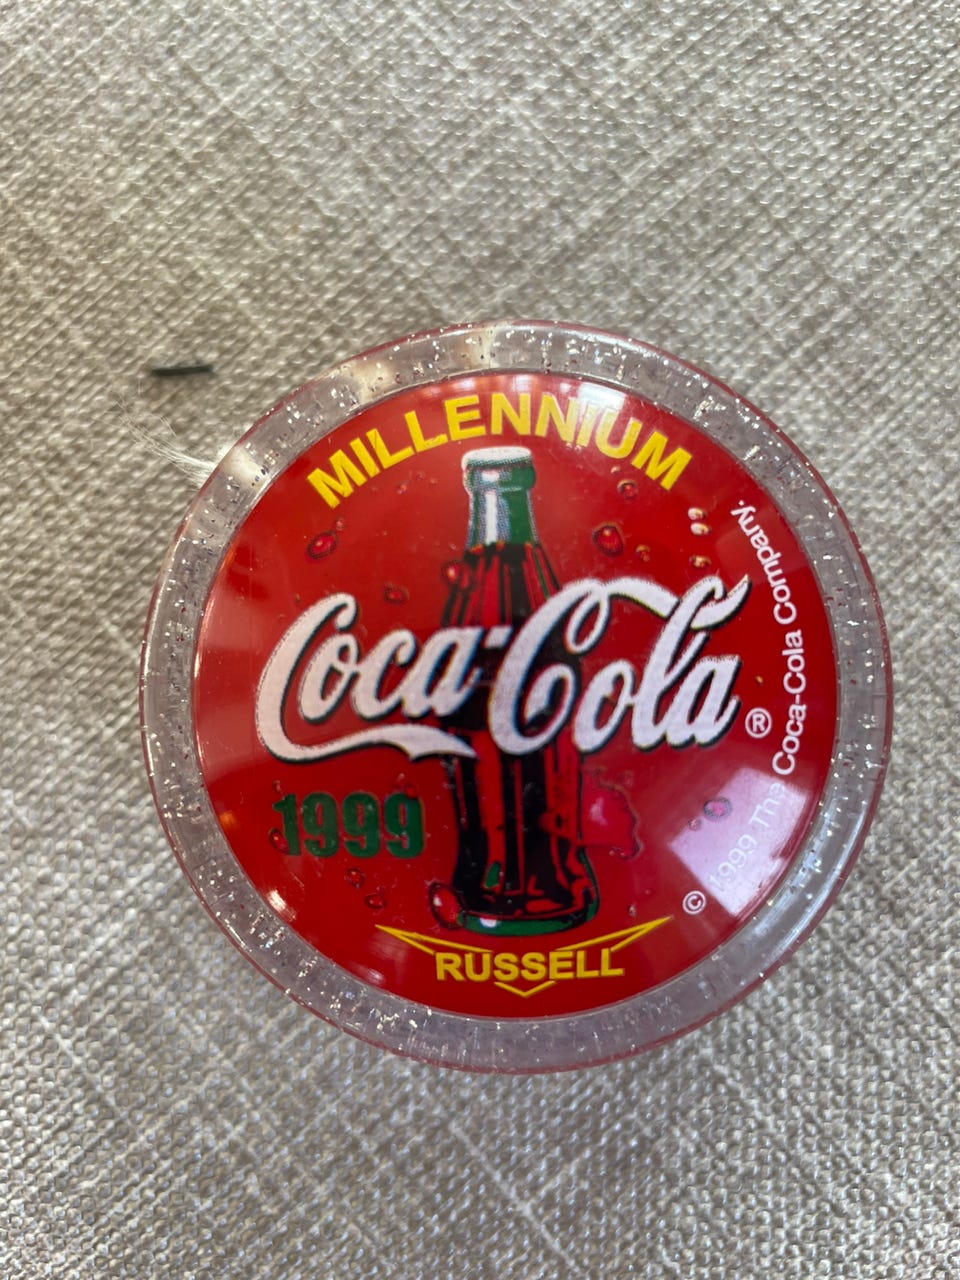 MILLENNIUM
Coca-Cola ®
1999
RUSSELL
© 1999 The Coca-Cola Company.